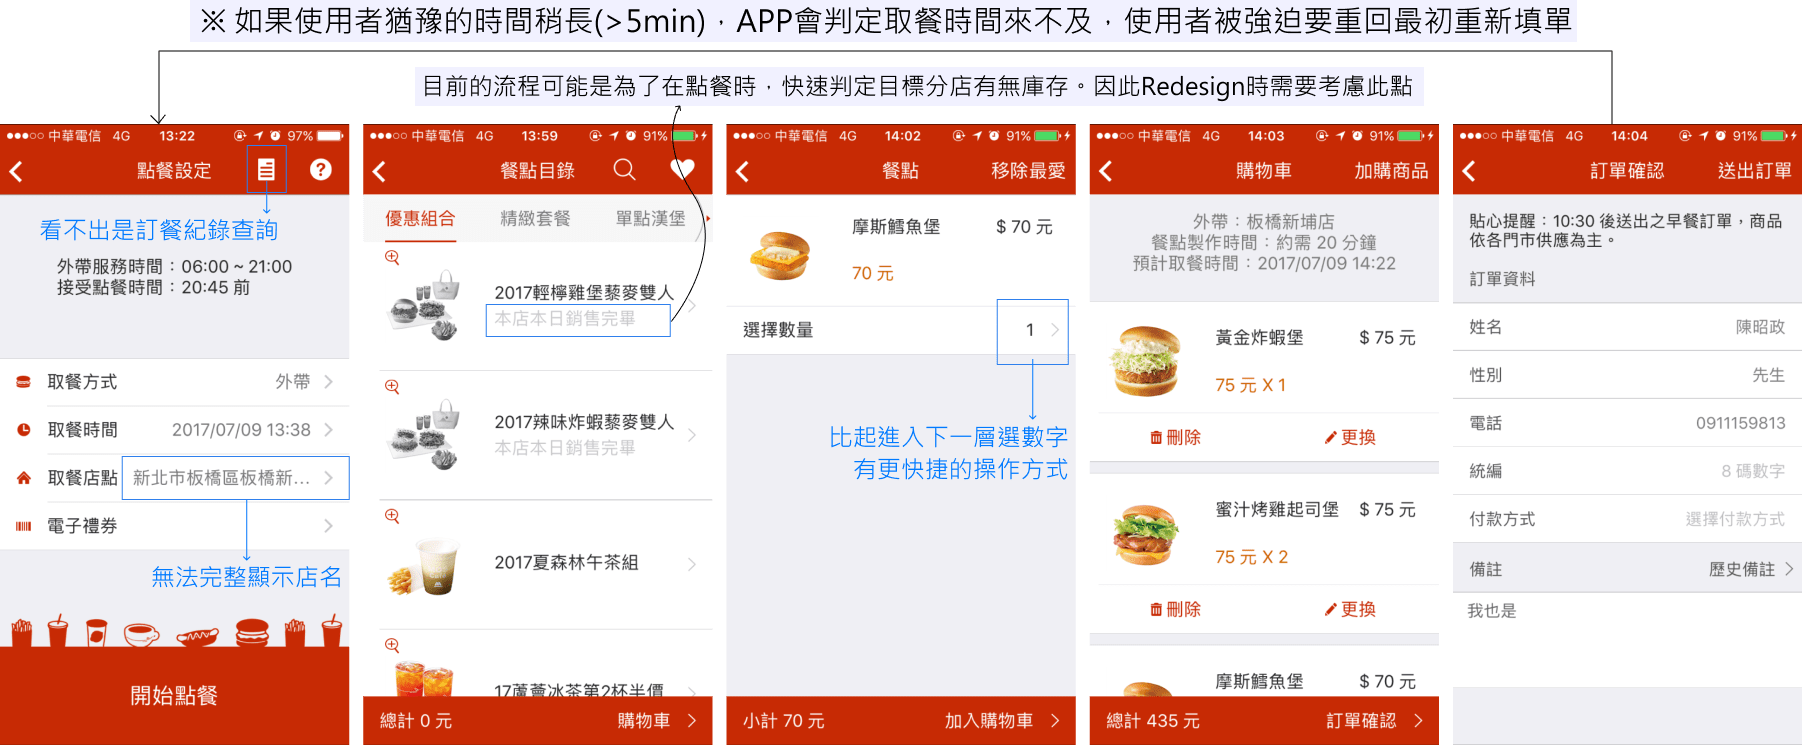 ※ 如果使用者猶豫的時間稍長(>5min)，APP會判定取餐時間來不及，使用者被強迫要重回最初重新填單
目前的流程可能是為了在點餐時，快速判定目標分店有無庫存。因此Redesign時需要考慮此點
中華電信 4G 13:22 97%
點餐設定
看不出是訂餐紀錄查詢
外帶服務時間：06:00 ~ 21:00
接受點餐時間：20:45 前
取餐方式 外帶
取餐時間 2017/07/09 13:38
取餐店點 新北市板橋區板橋新...
電子禮券
無法完整顯示店名
開始點餐
中華電信 4G 13:59 91%
餐點目錄
優惠組合 精緻套餐 單點漢堡
2017輕檸雞堡藜麥雙人
本店本日銷售完畢
2017辣味炸蝦藜麥雙人
本店本日銷售完畢
2017夏森林午茶組
17蘆薈冰茶第2杯半價
總計 0 元 購物車
中華電信 4G 14:02 91%
餐點 移除最愛
摩斯鱈魚堡 $ 70 元
70 元
選擇數量 1
比起進入下一層選數字
有更快捷的操作方式
小計 70 元 加入購物車
中華電信 4G 14:03 91%
購物車 加購商品
外帶：板橋新埔店
餐點製作時間：約需 20 分鐘
預計取餐時間：2017/07/09 14:22
黃金炸蝦堡 $ 75 元
75 元 X 1
刪除 更換
蜜汁烤雞起司堡 $ 75 元
75 元 X 2
刪除 更換
摩斯鱈魚堡 $ 70 元
總計 435 元 訂單確認
中華電信 4G 14:04 91%
訂單確認 送出訂單
貼心提醒：10:30 後送出之早餐訂單，商品
依各門市供應為主。
訂單資料
姓名 陳昭政
性別 先生
電話 0911159813
統編 8 碼數字
付款方式 選擇付款方式
備註 歷史備註
我也是